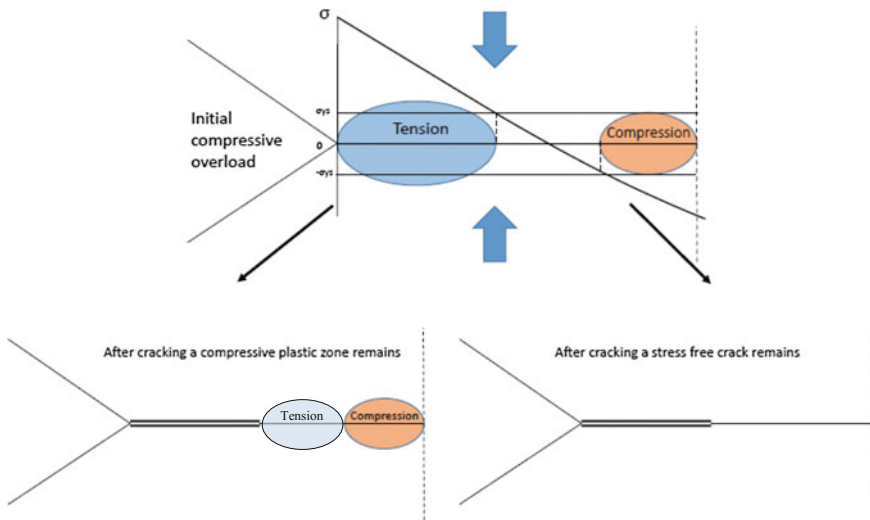 σ
Initial
compressive
overload
σys
Tension
Compression
0
-σys
After cracking a compressive plastic zone remains
After cracking a stress free crack remains
Tension
Compression